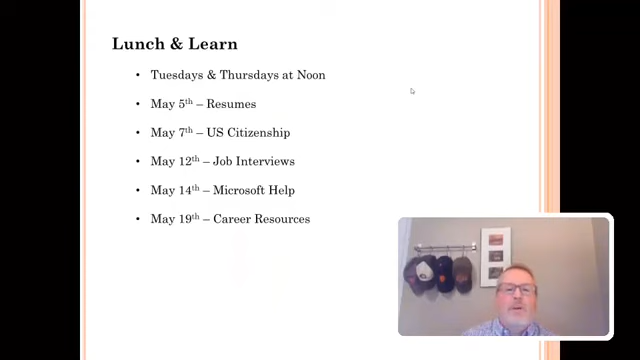 Lunch & Learn
• Tuesdays & Thursdays at Noon
• May 5th – Resumes
• May 7th – US Citizenship
• May 12th – Job Interviews
• May 14th – Microsoft Help
• May 19th – Career Resources